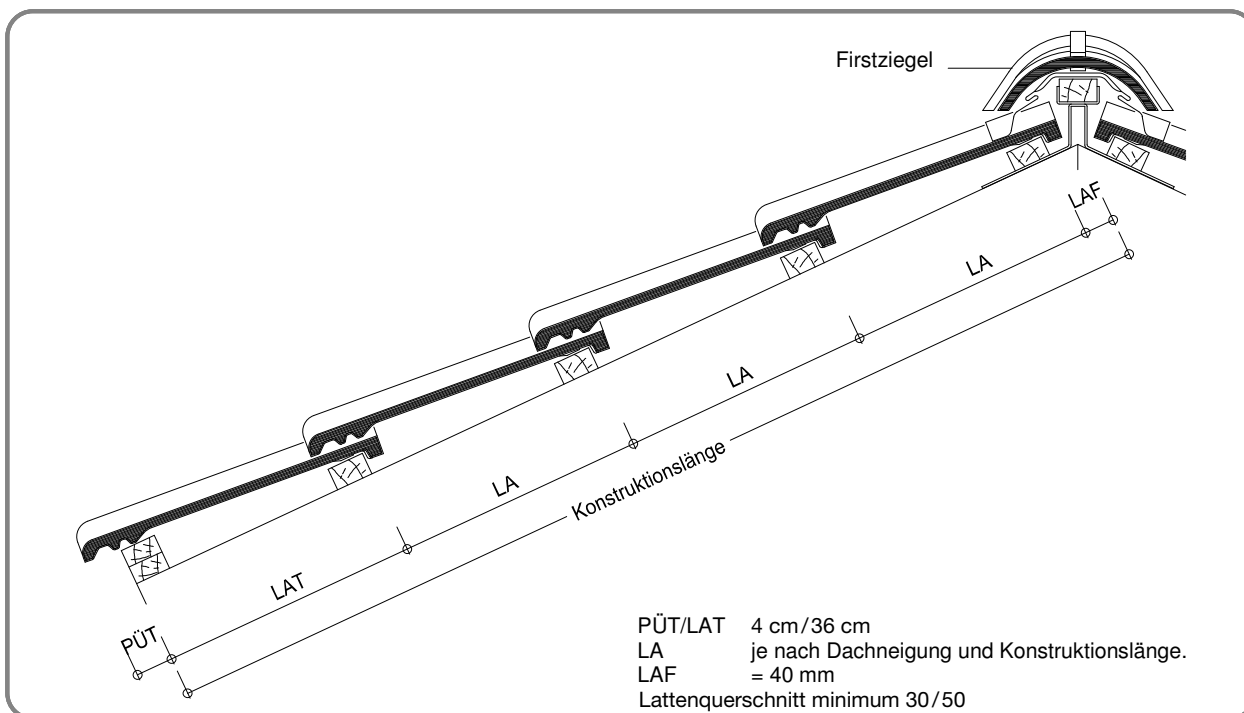 Firstziegel
LAF
LA
LA
LA
Konstruktionslänge
LAT
PÜT
PÜT/LAT 4 cm/36 cm
LA je nach Dachneigung und Konstruktionslänge.
LAF = 40 mm
Lattenquerschnitt minimum 30/50